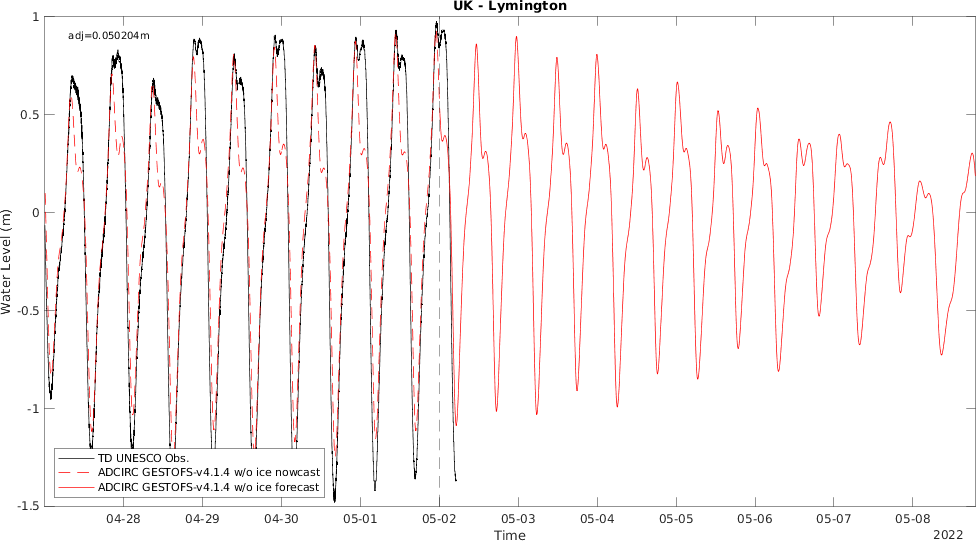 UK - Lymington
adj=0.050204m
1
0.5
0
-0.5
-1
-1.5
Water Level (m)
TD UNESCO Obs.
ADCIRC GESTOFS-v4.1.4 w/o ice nowcast
ADCIRC GESTOFS-v4.1.4 w/o ice forecast
04-28 04-29 04-30 05-01 05-02 05-03 05-04 05-05 05-06 05-07 05-08
Time
2022